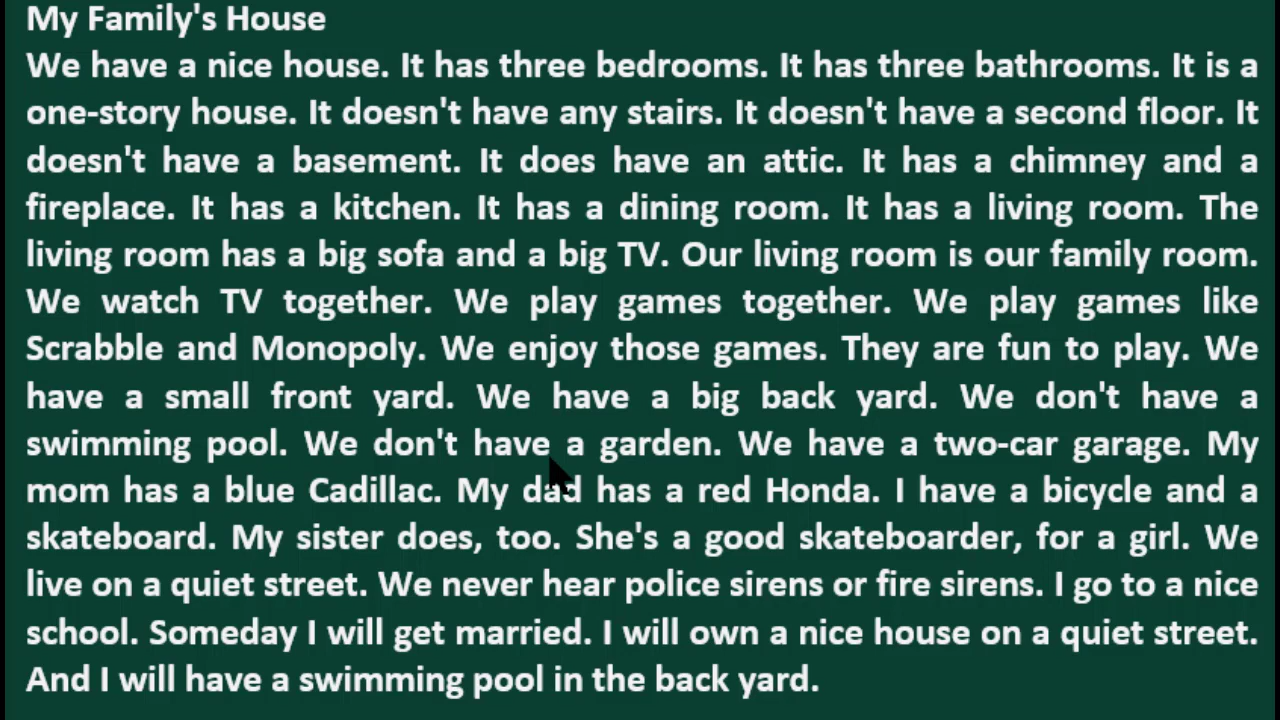 My Family's House
We have a nice house. It has three bedrooms. It has three bathrooms. It is a
one-story house. It doesn't have any stairs. It doesn't have a second floor. It
doesn't have a basement. It does have an attic. It has a chimney and a
fireplace. It has a kitchen. It has a dining room. It has a living room. The
living room has a big sofa and a big TV. Our living room is our family room.
We watch TV together. We play games together. We play games like
Scrabble and Monopoly. We enjoy those games. They are fun to play. We
have a small front yard. We have a big back yard. We don't have a
swimming pool. We don't have a garden. We have a two-car garage. My
mom has a blue Cadillac. My dad has a red Honda. I have a bicycle and a
skateboard. My sister does, too. She's a good skateboarder, for a girl. We
live on a quiet street. We never hear police sirens or fire sirens. I go to a nice
school. Someday I will get married. I will own a nice house on a quiet street.
And I will have a swimming pool in the back yard.